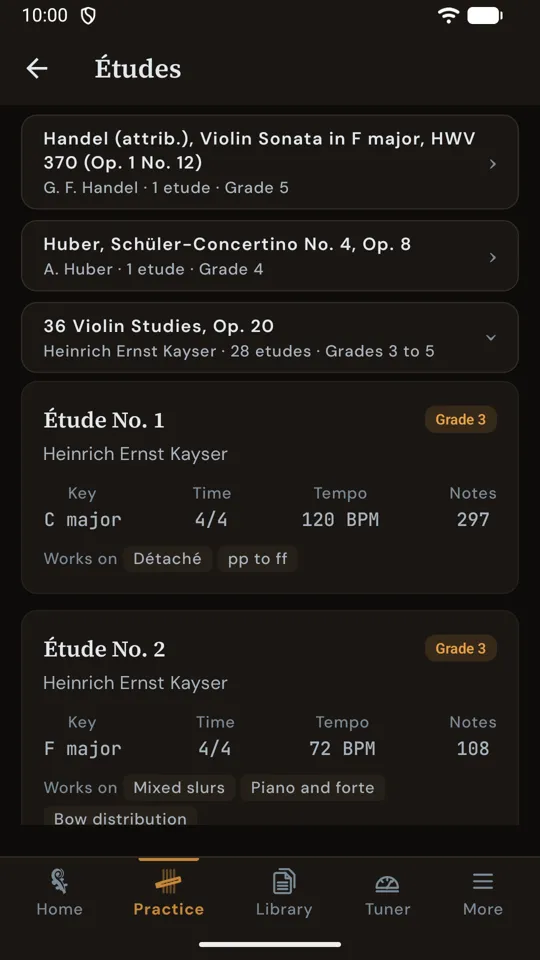 10:00
Études
Handel (attrib.), Violin Sonata in F major, HWV
370 (Op. 1 No. 12)
G. F. Handel · 1 etude · Grade 5
Huber, Schüler-Concertino No. 4, Op. 8
A. Huber · 1 etude · Grade 4
36 Violin Studies, Op. 20
Heinrich Ernst Kayser · 28 etudes · Grades 3 to 5
Étude No. 1
Grade 3
Heinrich Ernst Kayser
Key Time Tempo Notes
C major 4/4 120 BPM 297
Works on Détaché pp to ff
Étude No. 2
Grade 3
Heinrich Ernst Kayser
Key Time Tempo Notes
F major 4/4 72 BPM 108
Works on Mixed slurs Piano and forte
Bow distribution
Home Practice Library Tuner More